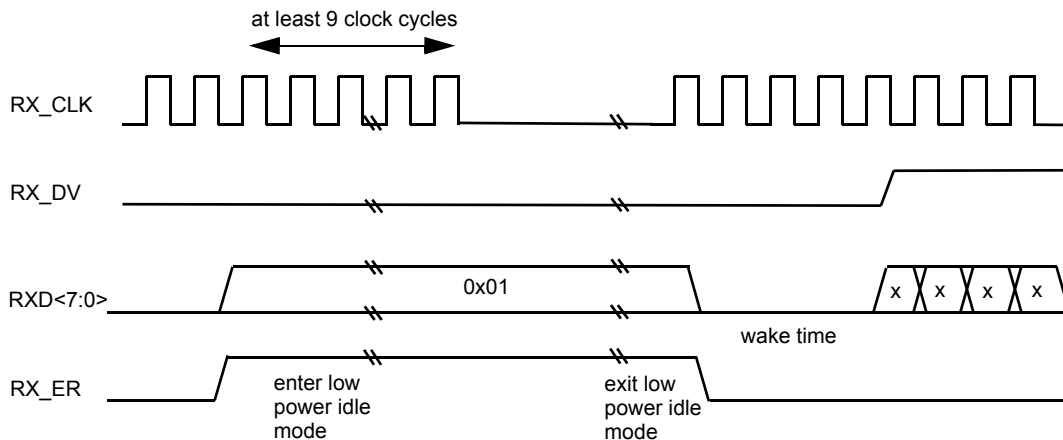 at least 9 clock cycles
RX_CLK
RX_DV
RXD<7:0>
0x01
x x x x
wake time
RX_ER
enter low
power idle
mode
exit low
power idle
mode